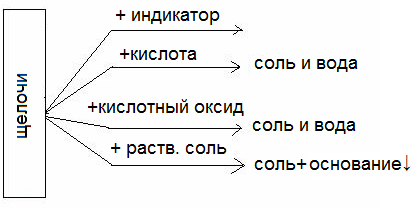 щелочи
+ индикатор
+кислота
соль и вода
+кислотный оксид
соль и вода
+ раств. соль
соль+основание↓